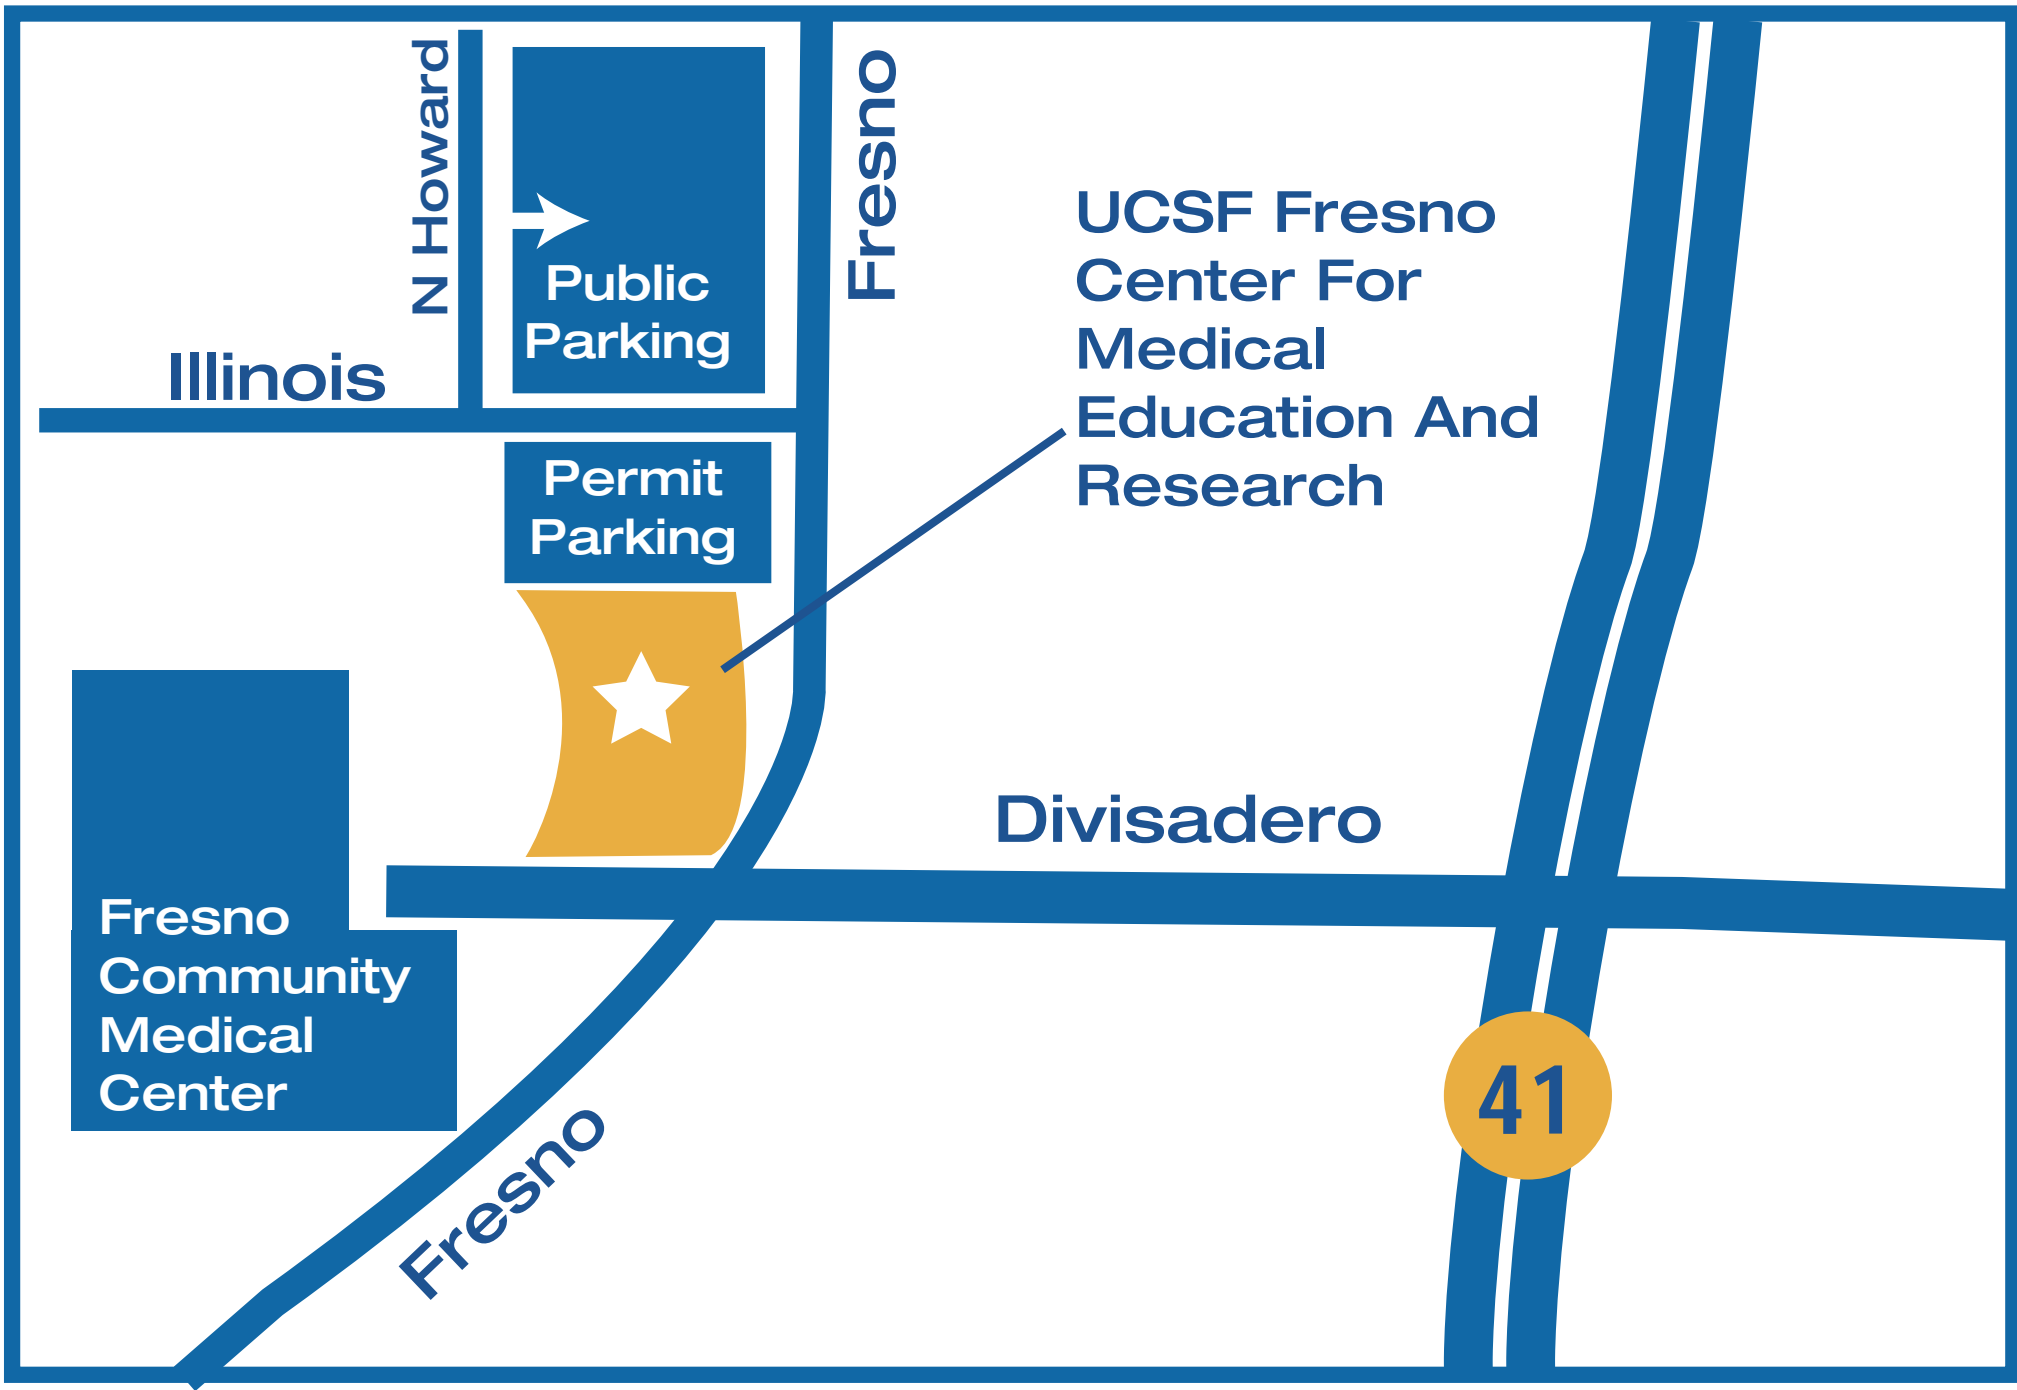 N Howard
Fresno
Public
Parking
UCSF Fresno
Center For
Medical
Education And
Research
Illinois
Permit
Parking
Divisadero
Fresno
Community
Medical
Center
Fresno
41